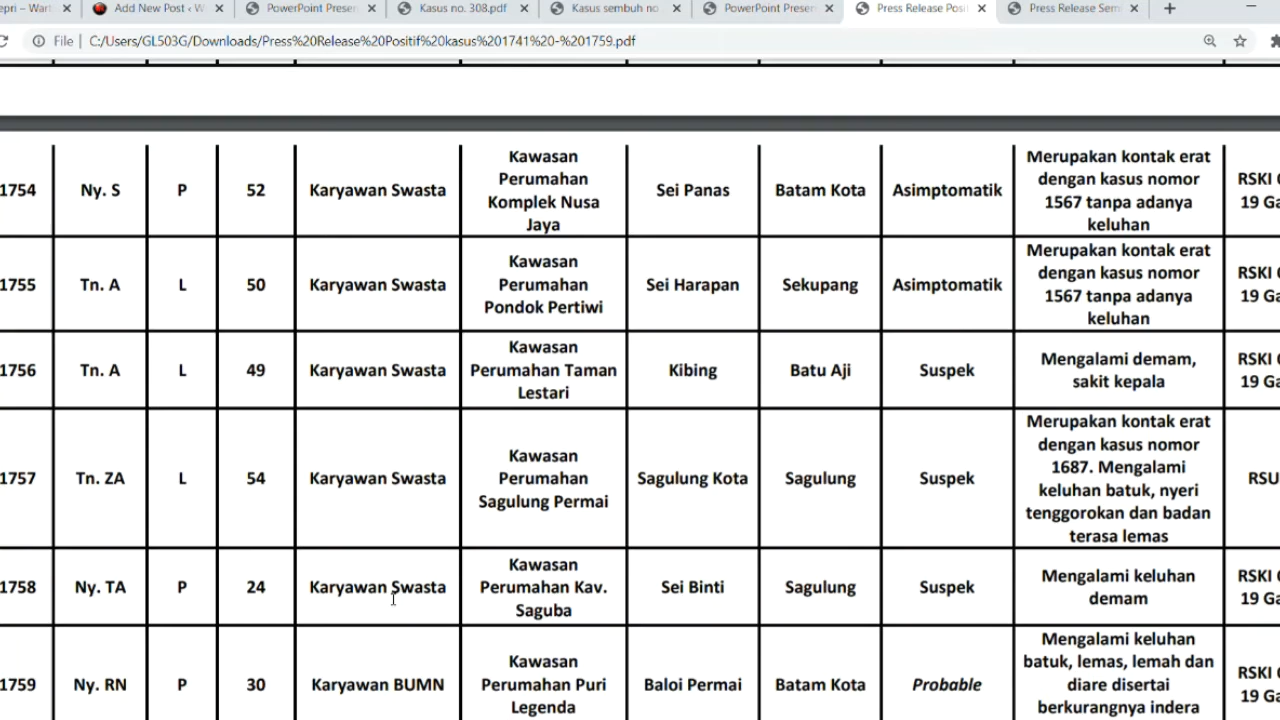 epri – Wart
Add New Post ‹ W
PowerPoint Presen
Kasus no. 308.pdf
Kasus sembuh no
PowerPoint Presen
Press Release Posi
Press Release Sem
File | C:/Users/GL503G/Downloads/Press%20Release%20Positif%20kasus%201741%20-%201759.pdf
1754 Ny. S P 52 Karyawan Swasta
Kawasan
Perumahan
Komplek Nusa
Jaya
Sei Panas Batam Kota Asimptomatik
Merupakan kontak erat
dengan kasus nomor
1567 tanpa adanya
keluhan
RSKI
19 Ga
1755 Tn. A L 50 Karyawan Swasta
Kawasan
Perumahan
Pondok Pertiwi
Sei Harapan Sekupang Asimptomatik
Merupakan kontak erat
dengan kasus nomor
1567 tanpa adanya
keluhan
RSKI
19 Ga
1756 Tn. A L 49 Karyawan Swasta
Kawasan
Perumahan Taman
Lestari
Kibing Batu Aji Suspek
Mengalami demam,
sakit kepala
RSKI
19 Ga
1757 Tn. ZA L 54 Karyawan Swasta
Kawasan
Perumahan
Sagulung Permai
Sagulung Kota Sagulung Suspek
Merupakan kontak erat
dengan kasus nomor
1687. Mengalami
keluhan batuk, nyeri
tenggorokan dan badan
terasa lemas
RSU
1758 Ny. TA P 24 Karyawan Swasta
Kawasan
Perumahan Kav.
Saguba
Sei Binti Sagulung Suspek
Mengalami keluhan
demam
RSKI
19 Ga
1759 Ny. RN P 30 Karyawan BUMN
Kawasan
Perumahan Puri
Legenda
Baloi Permai Batam Kota Probable
Mengalami keluhan
batuk, lemas, lemah dan
diare disertai
berkurangnya indera
RSKI
19 Ga